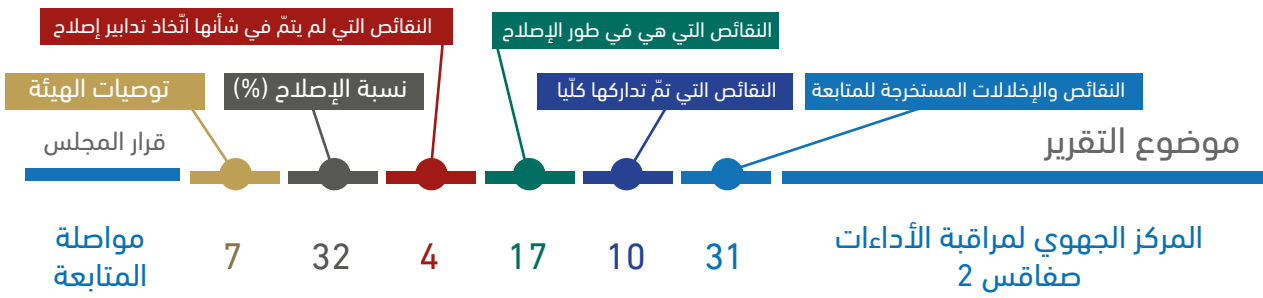 النقائص التي لم يتمّ في شأنها اتّخاذ تدابير إصلاح
النقائص التي هي في طور الإصلاح
توصيات الهيئة
نسبة الإصلاح (%)
النقائص التي تمّ تداركها كلّيا
النقائص والإخلالات المستخرجة للمتابعة
موضوع التقرير
قرار المجلس
المركز الجهوي لمراقبة الأداءات
صفاقس 2
31
10
17
4
32
7
مواصلة
المتابعة